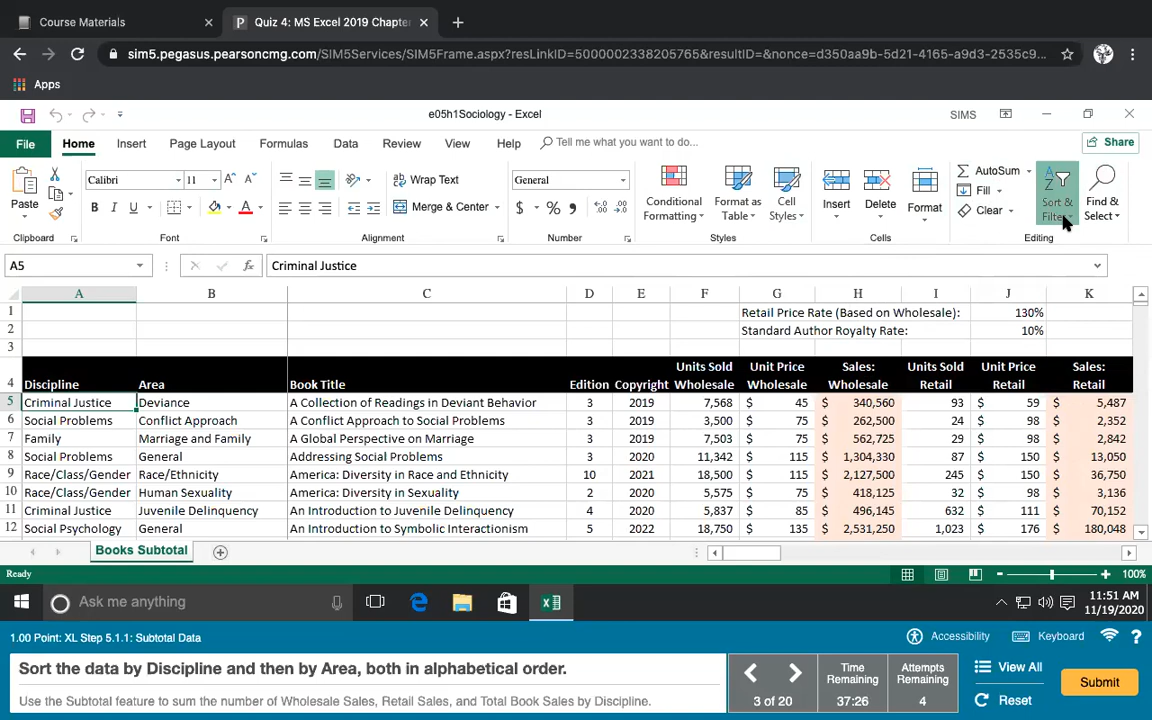 Course Materials × P Quiz 4: MS Excel 2019 Chapter × +
sim5.pegasus.pearsoncmg.com/SIM5Services/SIM5Frame.aspx?resLinkID=5000002338205765&resultID=&nonce=d350aa9b-5d21-4165-a9d3-2535c9...
Apps
e05h1Sociology - Excel SIMS
File Home Insert Page Layout Formulas Data Review View Help Tell me what you want to do... Share
Paste Calibri 11 A A Wrap Text General Conditional Formatting Format as Table Cell Styles Insert Delete Format AutoSum Sort & Filter Find & Select
B I U A Merge & Center $ % , Fill
Clear
Clipboard Font Alignment Number Styles Cells Editing
A5 fx Criminal Justice
A B C D E F G H I J K
1 Retail Price Rate (Based on Wholesale): 130%
2 Standard Author Royalty Rate: 10%
3
Units Sold Unit Price Sales: Units Sold Unit Price Sales:
4 Discipline Area Book Title Edition Copyright Wholesale Wholesale Wholesale Retail Retail Retail
5 Criminal Justice Deviance A Collection of Readings in Deviant Behavior 3 2019 7,568 $ 45 $ 340,560 93 $ 59 $ 5,487
6 Social Problems Conflict Approach A Conflict Approach to Social Problems 3 2019 3,500 $ 75 $ 262,500 24 $ 98 $ 2,352
7 Family Marriage and Family A Global Perspective on Marriage 3 2019 7,503 $ 75 $ 562,725 29 $ 98 $ 2,842
8 Social Problems General Addressing Social Problems 3 2020 11,342 $ 115 $ 1,304,330 87 $ 150 $ 13,050
9 Race/Class/Gender Race/Ethnicity America: Diversity in Race and Ethnicity 10 2021 18,500 $ 115 $ 2,127,500 245 $ 150 $ 36,750
10 Race/Class/Gender Human Sexuality America: Diversity in Sexuality 2 2020 5,575 $ 75 $ 418,125 32 $ 98 $ 3,136
11 Criminal Justice Juvenile Delinquency An Introduction to Juvenile Delinquency 4 2020 5,837 $ 85 $ 496,145 632 $ 111 $ 70,152
12 Social Psychology General An Introduction to Symbolic Interactionism 5 2022 18,750 $ 135 $ 2,531,250 1,023 $ 176 $ 180,048
Books Subtotal
Ready 100%
Ask me anything 11:51 AM
11/19/2020
1.00 Point: XL Step 5.1.1: Subtotal Data Accessibility Keyboard ?
Sort the data by Discipline and then by Area, both in alphabetical order.
Use the Subtotal feature to sum the number of Wholesale Sales, Retail Sales, and Total Book Sales by Discipline.
3 of 20
Time Remaining
37:26
Attempts Remaining
4
View All
Reset
Submit